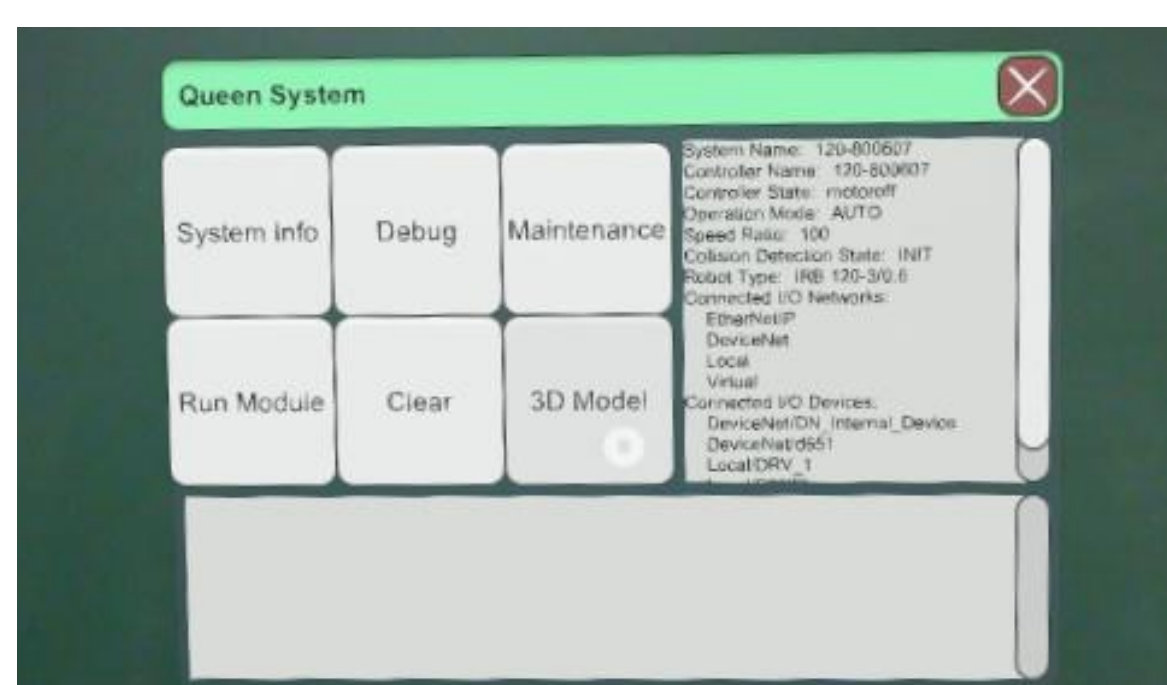 Queen System
System Info
Debug
Maintenance
Run Module
Clear
3D Model
System Name: 120-800607
Controller Name: 120-800607
Controller State: motoroff
Operation Mode: AUTO
Speed Ratio: 100
Collision Detection State: INIT
Robot Type: IRB 120-3/0.6
Connected I/O Networks:
EtherNet/IP
DeviceNet
Local
Virtual
Connected I/O Devices:
DeviceNet/DN_Internal_Device
DeviceNet/d651
Local/DRV_1